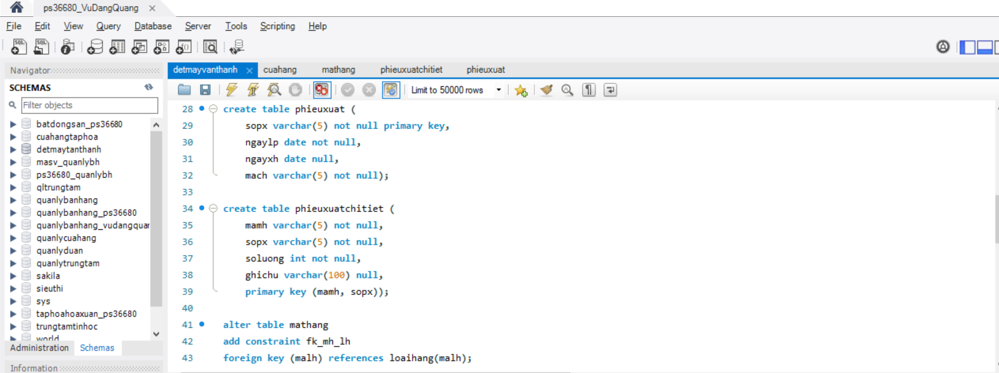 ps36680_VuDangQuang
File Edit View Query Database Server Tools Scripting Help
Navigator
SCHEMAS
Filter objects
batdongsan_ps36680
cuahangtaphoa
detmaytanthanh
masv_quanlybh
ps36680_quanlybh
qltrungtam
quanlybanhang
quanlybanhang_ps36680
quanlybanhang_vudangquar
quanlycuahang
quanlyduan
quanlytrungtam
sakila
sieuthi
sys
taphoahoaxuan_ps36680
trungtamtinhoc
world
Administration Schemas
Information
detmayvanthanh cuahang mathang phieuxuatchitiet phieuxuat
Limit to 50000 rows
28 create table phieuxuat (
29 sopx varchar(5) not null primary key,
30 ngaylp date not null,
31 ngayxh date null,
32 mach varchar(5) not null);
33
34 create table phieuxuatchitiet (
35 mamh varchar(5) not null,
36 sopx varchar(5) not null,
37 soluong int not null,
38 ghichu varchar(100) null,
39 primary key (mamh, sopx));
40
41 alter table mathang
42 add constraint fk_mh_lh
43 foreign key (malh) references loaihang(malh);